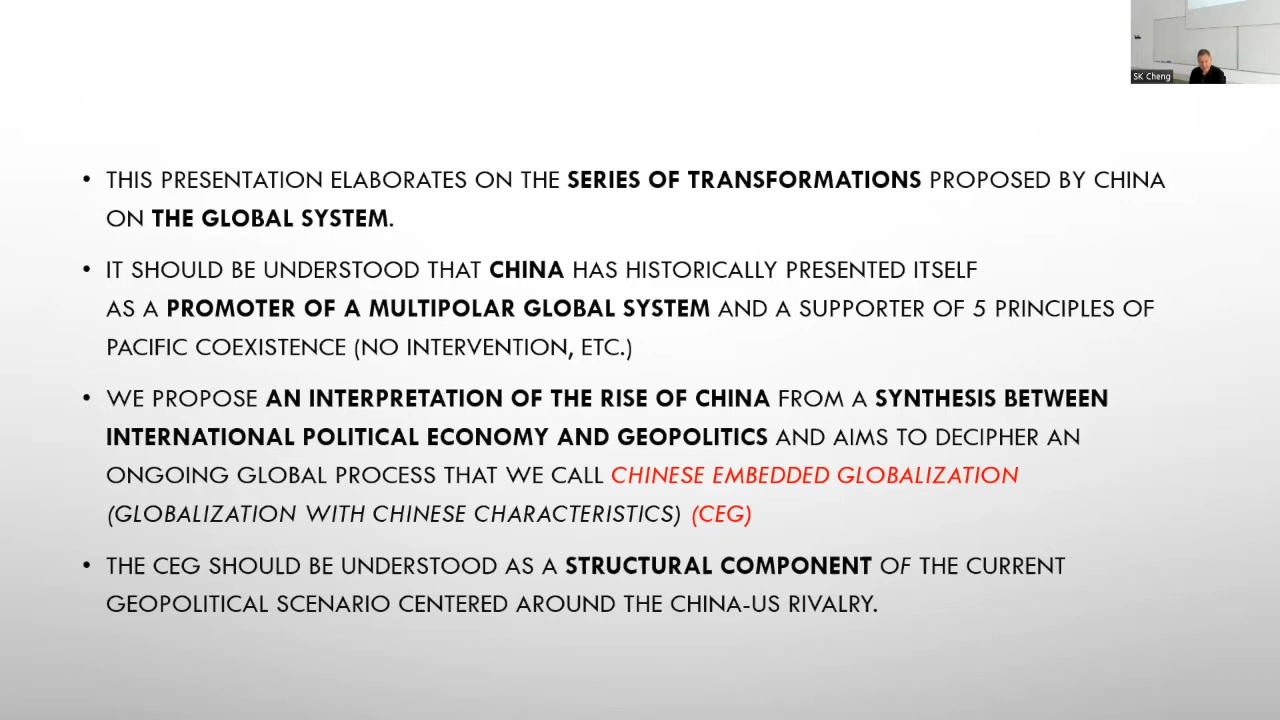 SK Cheng
• THIS PRESENTATION ELABORATES ON THE SERIES OF TRANSFORMATIONS PROPOSED BY CHINA
ON THE GLOBAL SYSTEM.
• IT SHOULD BE UNDERSTOOD THAT CHINA HAS HISTORICALLY PRESENTED ITSELF
AS A PROMOTER OF A MULTIPOLAR GLOBAL SYSTEM AND A SUPPORTER OF 5 PRINCIPLES OF
PACIFIC COEXISTENCE (NO INTERVENTION, ETC.)
• WE PROPOSE AN INTERPRETATION OF THE RISE OF CHINA FROM A SYNTHESIS BETWEEN
INTERNATIONAL POLITICAL ECONOMY AND GEOPOLITICS AND AIMS TO DECIPHER AN
ONGOING GLOBAL PROCESS THAT WE CALL CHINESE EMBEDDED GLOBALIZATION
(GLOBALIZATION WITH CHINESE CHARACTERISTICS) (CEG)
• THE CEG SHOULD BE UNDERSTOOD AS A STRUCTURAL COMPONENT OF THE CURRENT
GEOPOLITICAL SCENARIO CENTERED AROUND THE CHINA-US RIVALRY.